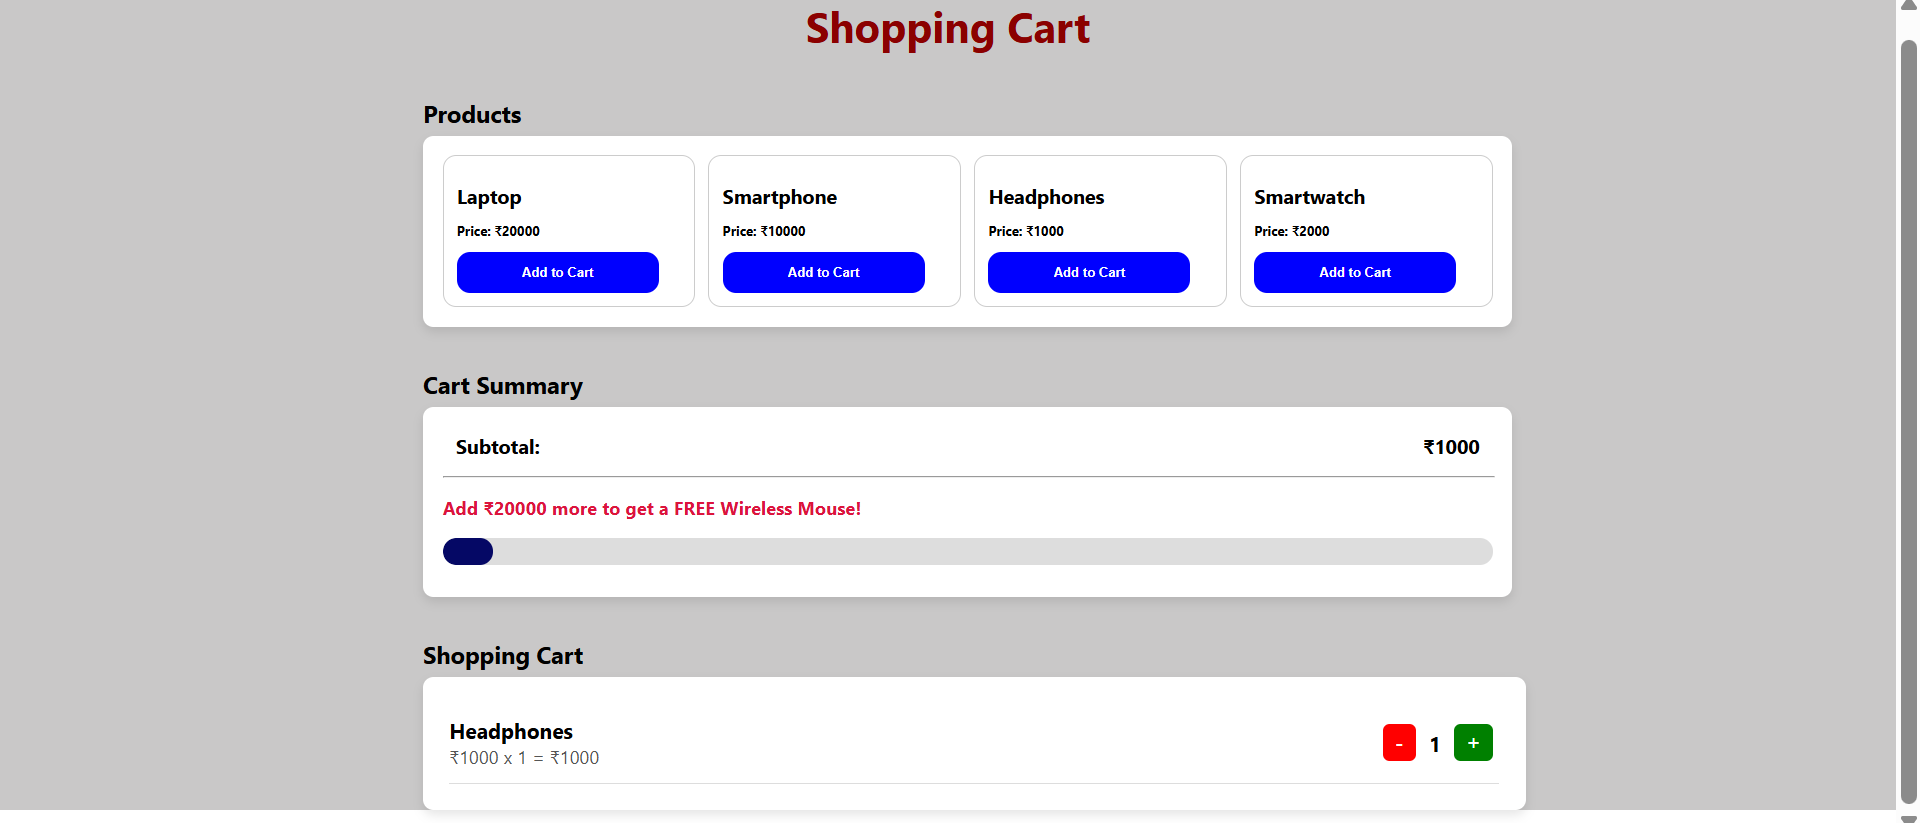 Shopping Cart
Products
Laptop
Price: ₹20000
Add to Cart
Smartphone
Price: ₹10000
Add to Cart
Headphones
Price: ₹1000
Add to Cart
Smartwatch
Price: ₹2000
Add to Cart
Cart Summary
Subtotal: ₹1000
Add ₹20000 more to get a FREE Wireless Mouse!
Shopping Cart
Headphones
₹1000 x 1 = ₹1000
- 1 +